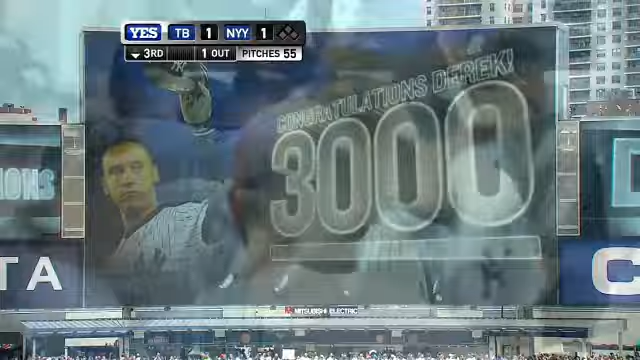 YES TB 1 NYY 1
3RD 1 OUT PITCHES 55
CONGRATULATIONS DEREK!
3000
IONS
TA
C
MITSUBISHI ELECTRIC